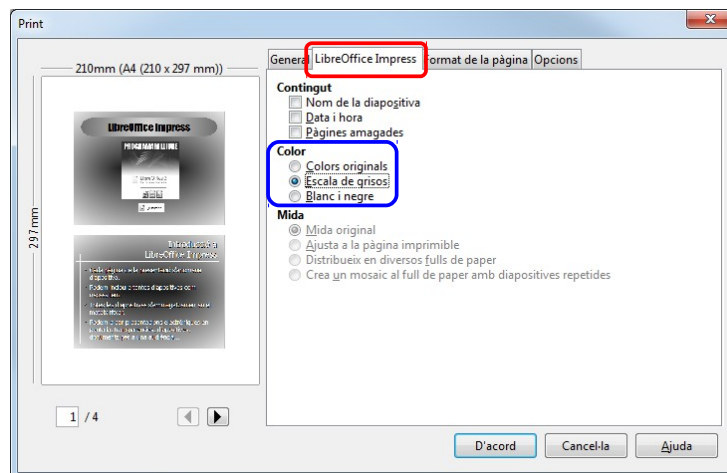 Print
210mm (A4 (210 x 297 mm))
297mm
LibreOffice Impress
PROGRAMARI LLIURE
Introducció a
LibreOffice Impress
1 / 4
General LibreOffice Impress Format de la pàgina Opcions
Contingut
Nom de la diapositiva
Data i hora
Pàgines amagades
Color
Colors originals
Escala de grisos
Blanc i negre
Mida
Mida original
Ajusta a la pàgina imprimible
Distribueix en diversos fulls de paper
Crea un mosaic al full de paper amb diapositives repetides
D'acord Cancel·la Ajuda